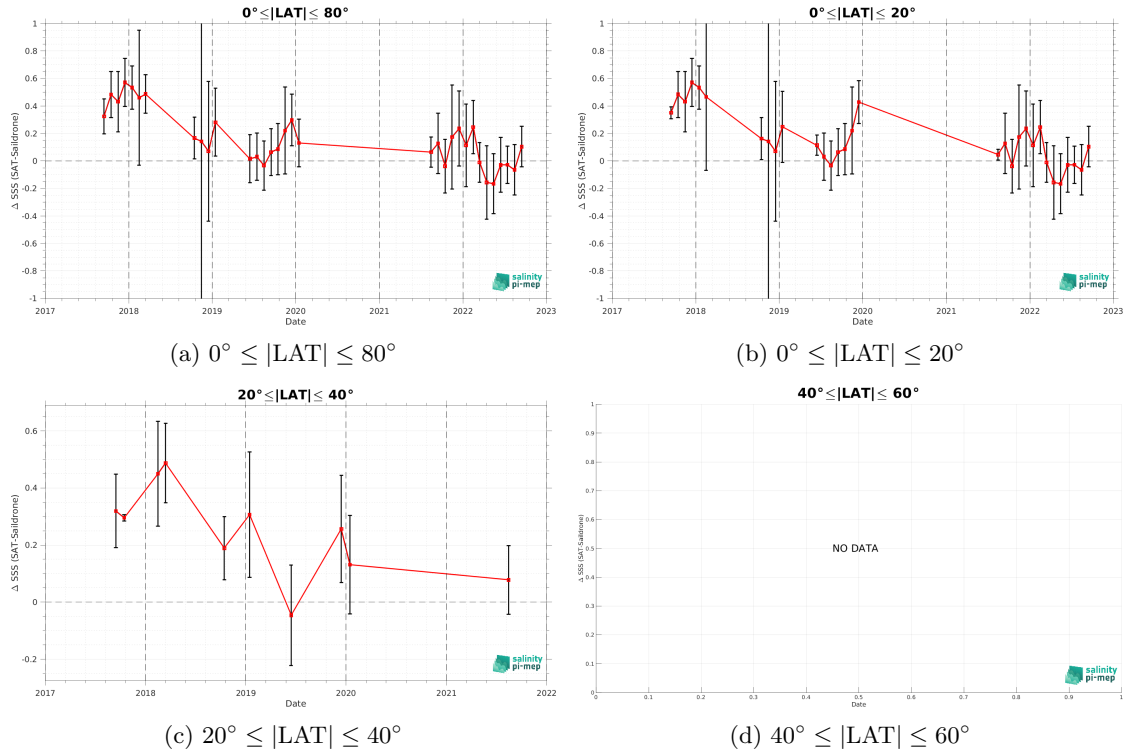 0°≤|LAT|≤ 80°
1
0.8
0.6
0.4
0.2
0
-0.2
-0.4
-0.6
-0.8
-1
Δ SSS (SAT-Saildrone)
2017 2018 2019 2020 2021 2022 2023
Date
salinity
pi-mep
(a) 0° ≤ |LAT| ≤ 80°
0°≤|LAT|≤ 20°
1
0.8
0.6
0.4
0.2
0
-0.2
-0.4
-0.6
-0.8
-1
Δ SSS (SAT-Saildrone)
2017 2018 2019 2020 2021 2022 2023
Date
salinity
pi-mep
(b) 0° ≤ |LAT| ≤ 20°
20°≤|LAT|≤ 40°
0.6
0.4
0.2
0
-0.2
Δ SSS (SAT-Saildrone)
2017 2018 2019 2020 2021 2022
Date
salinity
pi-mep
(c) 20° ≤ |LAT| ≤ 40°
40°≤|LAT|≤ 60°
1
0.9
0.8
0.7
0.6
0.5
0.4
0.3
0.2
0.1
0
Δ SSS (SAT-Saildrone)
NO DATA
0 0.1 0.2 0.3 0.4 0.5 0.6 0.7 0.8 0.9 1
Date
salinity
pi-mep
(d) 40° ≤ |LAT| ≤ 60°